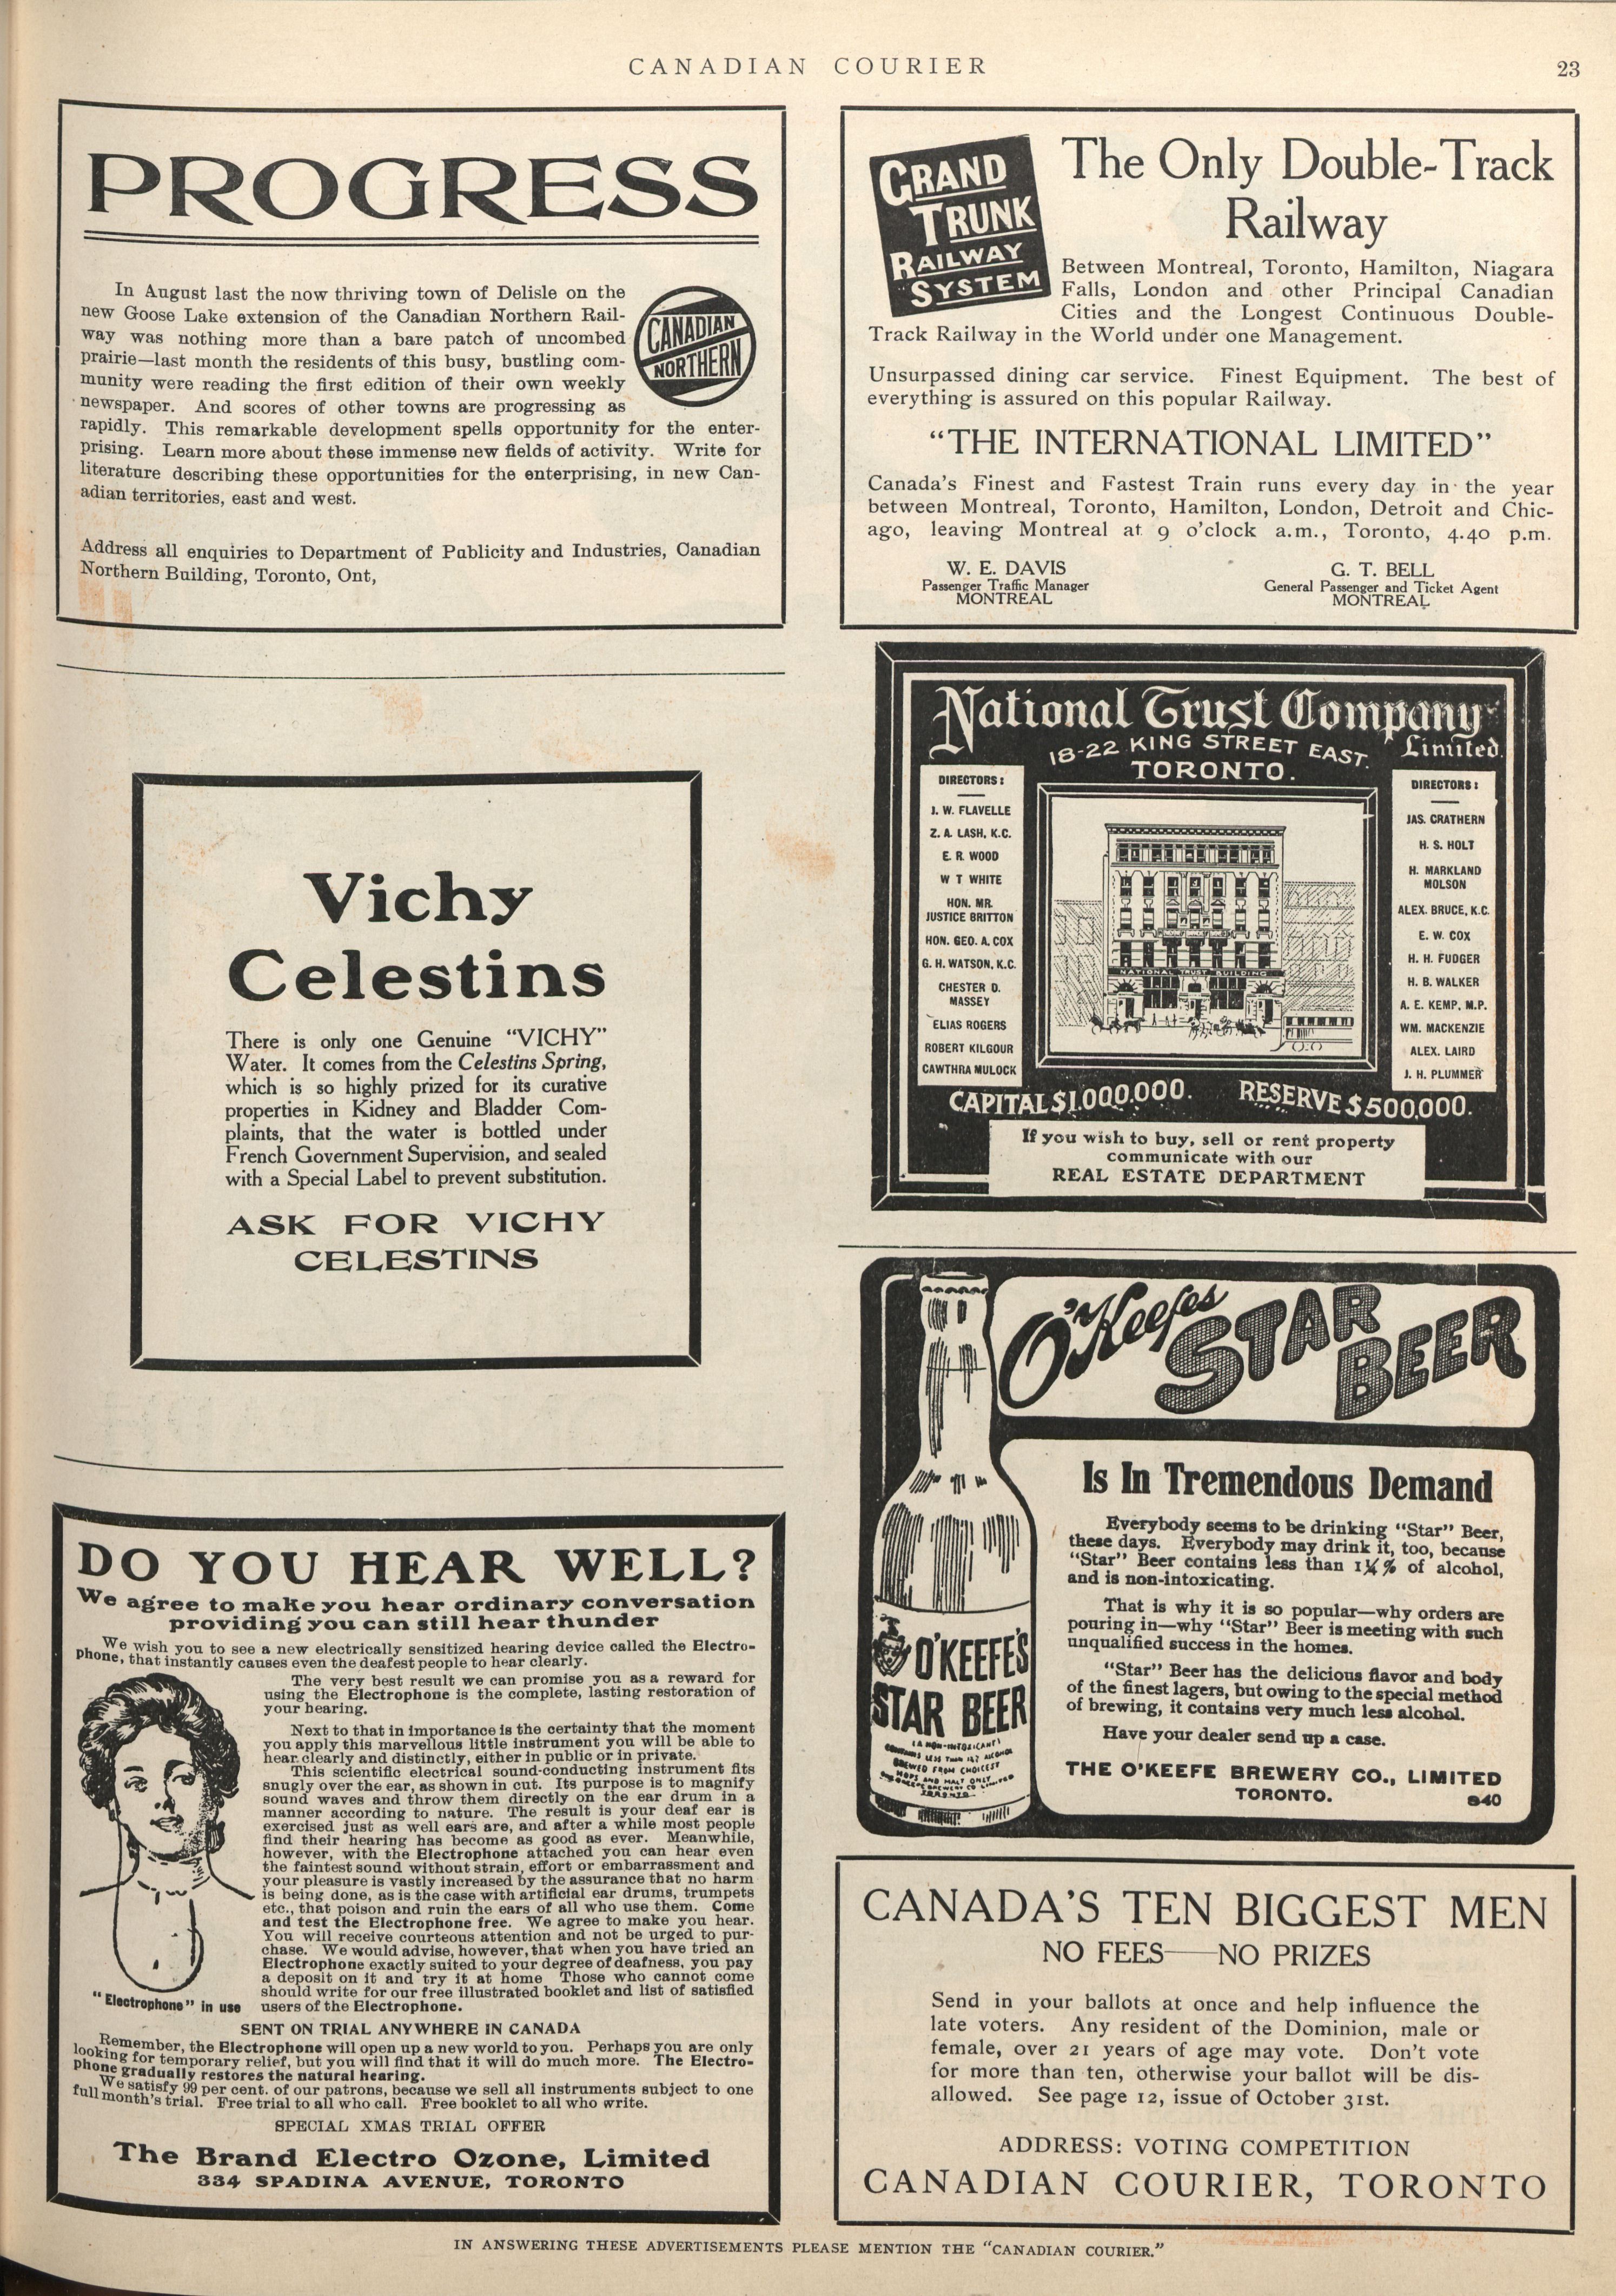 CANADIAN COURIER
23
PROGRESS
In August last the now thriving town of Delisle on the
new Goose Lake extension of the Canadian Northern Rail-
way was nothing more than a bare patch of uncombed
prairie—last month the residents of this busy, bustling com-
munity were reading the first edition of their own weekly
newspaper. And scores of other towns are progressing as
rapidly. This remarkable development spells opportunity for the enter-
prising. Learn more about these immense new fields of activity. Write for
literature describing these opportunities for the enterprising, in new Can-
adian territories, east and west.
CANADIAN
NORTHERN
Address all enquiries to Department of Publicity and Industries, Canadian
Northern Building, Toronto, Ont,
Vichy
Celestins
There is only one Genuine "VICHY"
Water. It comes from the Celestins Spring,
which is so highly prized for its curative
properties in Kidney and Bladder Com-
plaints, that the water is bottled under
French Government Supervision, and sealed
with a Special Label to prevent substitution.
ASK FOR VICHY
CELESTINS
DO YOU HEAR WELL?
We agree to make you hear ordinary conversation
providing you can still hear thunder
We wish you to see a new electrically sensitized hearing device called the Electro-
phone, that instantly causes even the deafest people to hear clearly.
The very best result we can promise you as a reward for
using the Electrophone is the complete, lasting restoration of
your hearing.
Next to that in importance is the certainty that the moment
you apply this marvellous little instrument you will be able to
hear clearly and distinctly, either in public or in private.
This scientific electrical sound-conducting instrument fits
snugly over the ear, as shown in cut. Its purpose is to magnify
sound waves and throw them directly on the ear drum in a
manner according to nature. The result is your deaf ear is
exercised just as well ears are, and after a while most people
find their hearing has become as good as ever. Meanwhile,
however, with the Electrophone attached you can hear even
the faintest sound without strain, effort or embarrassment and
your pleasure is vastly increased by the assurance that no harm
is being done, as is the case with artificial ear drums, trumpets
etc., that poison and ruin the ears of all who use them. Come
and test the Electrophone free. We agree to make you hear.
You will receive courteous attention and not be urged to pur-
chase. We would advise, however, that when you have tried an
Electrophone exactly suited to your degree of deafness, you pay
a deposit on it and try it at home Those who cannot come
should write for our free illustrated booklet and list of satisfied
users of the Electrophone.
"Electrophone" in use
SENT ON TRIAL ANYWHERE IN CANADA
Remember, the Electrophone will open up a new world to you. Perhaps you are only
looking for temporary relief, but you will find that it will do much more. The Electro-
phone gradually restores the natural hearing.
We satisfy 99 per cent. of our patrons, because we sell all instruments subject to one
full month's trial. Free trial to all who call. Free booklet to all who write.
SPECIAL XMAS TRIAL OFFER
The Brand Electro Ozone, Limited
334 SPADINA AVENUE, TORONTO
GRAND
TRUNK
RAILWAY
SYSTEM
The Only Double-Track
Railway
Between Montreal, Toronto, Hamilton, Niagara
Falls, London and other Principal Canadian
Cities and the Longest Continuous Double-
Track Railway in the World under one Management.
Unsurpassed dining car service. Finest Equipment. The best of
everything is assured on this popular Railway.
"THE INTERNATIONAL LIMITED"
Canada's Finest and Fastest Train runs every day in the year
between Montreal, Toronto, Hamilton, London, Detroit and Chic-
ago, leaving Montreal at 9 o'clock a.m., Toronto, 4.40 p.m.
W. E. DAVIS
Passenger Traffic Manager
MONTREAL
G. T. BELL
General Passenger and Ticket Agent
MONTREAL
National Trust Company
Limited.
18-22 KING STREET EAST.
TORONTO.
DIRECTORS:
J. W. FLAVELLE
Z. A. LASH, K.C.
E. R. WOOD
W T WHITE
HON. MR.
JUSTICE BRITTON
HON. GEO. A. COX
G. H. WATSON, K.C.
CHESTER D.
MASSEY
ELIAS ROGERS
ROBERT KILGOUR
CAWTHRA MULOCK
NATIONAL TRUST BUILDING
DIRECTORS:
JAS. CRATHERN
H. S. HOLT
H. MARKLAND
MOLSON
ALEX. BRUCE, K.C.
E. W. COX
H. H. FUDGER
H. B. WALKER
A. E. KEMP, M.P.
WM. MACKENZIE
ALEX. LAIRD
J. H. PLUMMER
CAPITAL $1,000,000. RESERVE $500,000.
If you wish to buy, sell or rent property
communicate with our
REAL ESTATE DEPARTMENT
O'Keefes
STAR
BEER
O'KEEFE'S
STAR BEER
(A NON-INTOXICANT)
CONTAINS LESS THAN 1¼% ALCOHOL
BREWED FROM CHOICEST
HOPS AND MALT ONLY
TORONTO
Is In Tremendous Demand
Everybody seems to be drinking "Star" Beer,
these days. Everybody may drink it, too, because
"Star" Beer contains less than 1¼% of alcohol,
and is non-intoxicating.
That is why it is so popular—why orders are
pouring in—why "Star" Beer is meeting with such
unqualified success in the homes.
"Star" Beer has the delicious flavor and body
of the finest lagers, but owing to the special method
of brewing, it contains very much less alcohol.
Have your dealer send up a case.
THE O'KEEFE BREWERY CO., LIMITED
TORONTO.
840
CANADA'S TEN BIGGEST MEN
NO FEES—NO PRIZES
Send in your ballots at once and help influence the
late voters. Any resident of the Dominion, male or
female, over 21 years of age may vote. Don't vote
for more than ten, otherwise your ballot will be dis-
allowed. See page 12, issue of October 31st.
ADDRESS: VOTING COMPETITION
CANADIAN COURIER, TORONTO
IN ANSWERING THESE ADVERTISEMENTS PLEASE MENTION THE "CANADIAN COURIER."